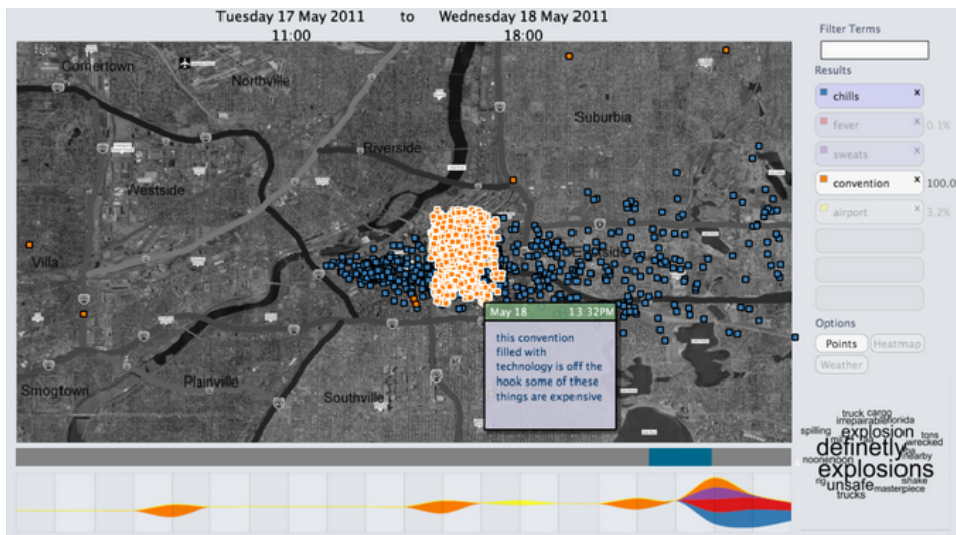 Tuesday 17 May 2011 to Wednesday 18 May 2011
11:00 18:00
Filter Terms
Results
chills x
fever x 0.1%
sweats x
convention x 100.0
airport x 3.2%
Options
Points Heatmap
Weather
Cornertown
Northville
Suburbia
Riverside
Westside
Villa
Smogtown
Plainville
Southville
May 18 13:32PM
this convention
filled with
technology is off the
hook some of these
things are expensive
truck cargo
irreparable
spilling explosion tons
definetly wrecked
nearby
explosions
rig unsafe shake
trucks masterpiece